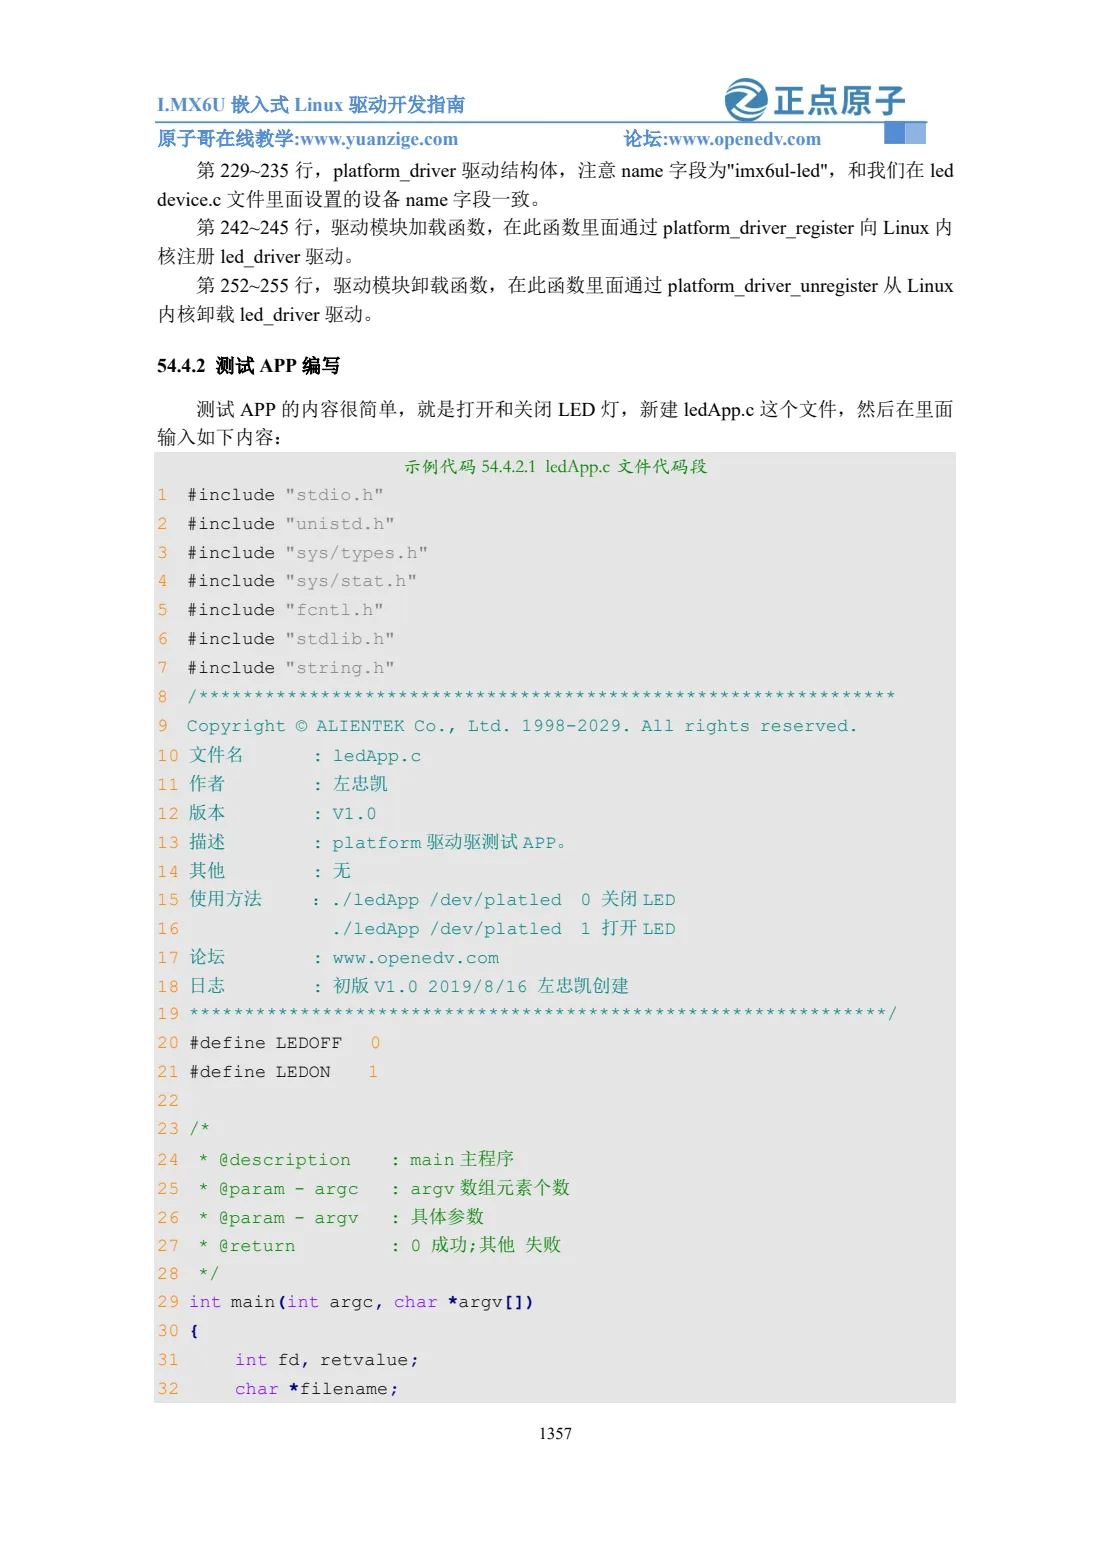 I.MX6U 嵌入式 Linux 驱动开发指南
正点原子
原子哥在线教学:www.yuanzige.com 论坛:www.openedv.com
第 229~235 行，platform_driver 驱动结构体，注意 name 字段为"imx6ul-led"，和我们在 led
device.c 文件里面设置的设备 name 字段一致。
第 242~245 行，驱动模块加载函数，在此函数里面通过 platform_driver_register 向 Linux 内
核注册 led_driver 驱动。
第 252~255 行，驱动模块卸载函数，在此函数里面通过 platform_driver_unregister 从 Linux
内核卸载 led_driver 驱动。
54.4.2 测试 APP 编写
测试 APP 的内容很简单，就是打开和关闭 LED 灯，新建 ledApp.c 这个文件，然后在里面
输入如下内容：
示例代码 54.4.2.1 ledApp.c 文件代码段
1 #include "stdio.h"
2 #include "unistd.h"
3 #include "sys/types.h"
4 #include "sys/stat.h"
5 #include "fcntl.h"
6 #include "stdlib.h"
7 #include "string.h"
8 /***************************************************************
9 Copyright © ALIENTEK Co., Ltd. 1998-2029. All rights reserved.
10 文件名 : ledApp.c
11 作者 : 左忠凯
12 版本 : V1.0
13 描述 : platform 驱动驱测试 APP。
14 其他 : 无
15 使用方法 : ./ledApp /dev/platled 0 关闭 LED
16 ./ledApp /dev/platled 1 打开 LED
17 论坛 : www.openedv.com
18 日志 : 初版 V1.0 2019/8/16 左忠凯创建
19 ***************************************************************/
20 #define LEDOFF 0
21 #define LEDON 1
22
23 /*
24 * @description : main 主程序
25 * @param - argc : argv 数组元素个数
26 * @param - argv : 具体参数
27 * @return : 0 成功;其他 失败
28 */
29 int main(int argc, char *argv[])
30 {
31 int fd, retvalue;
32 char *filename;
1357